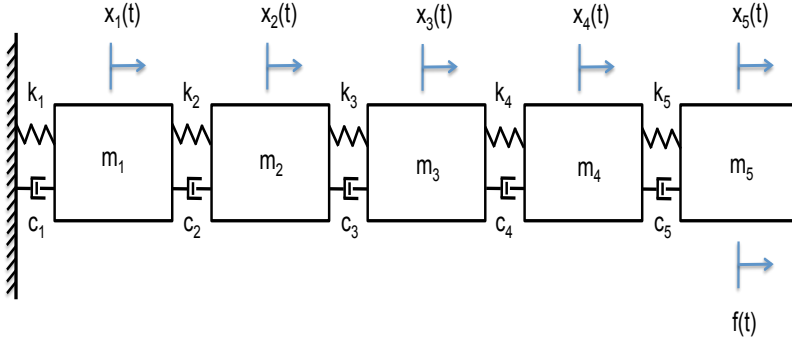 x₁(t) x₂(t) x₃(t) x₄(t) x₅(t)
k₁ k₂ k₃ k₄ k₅
m₁ m₂ m₃ m₄ m₅
c₁ c₂ c₃ c₄ c₅
f(t)